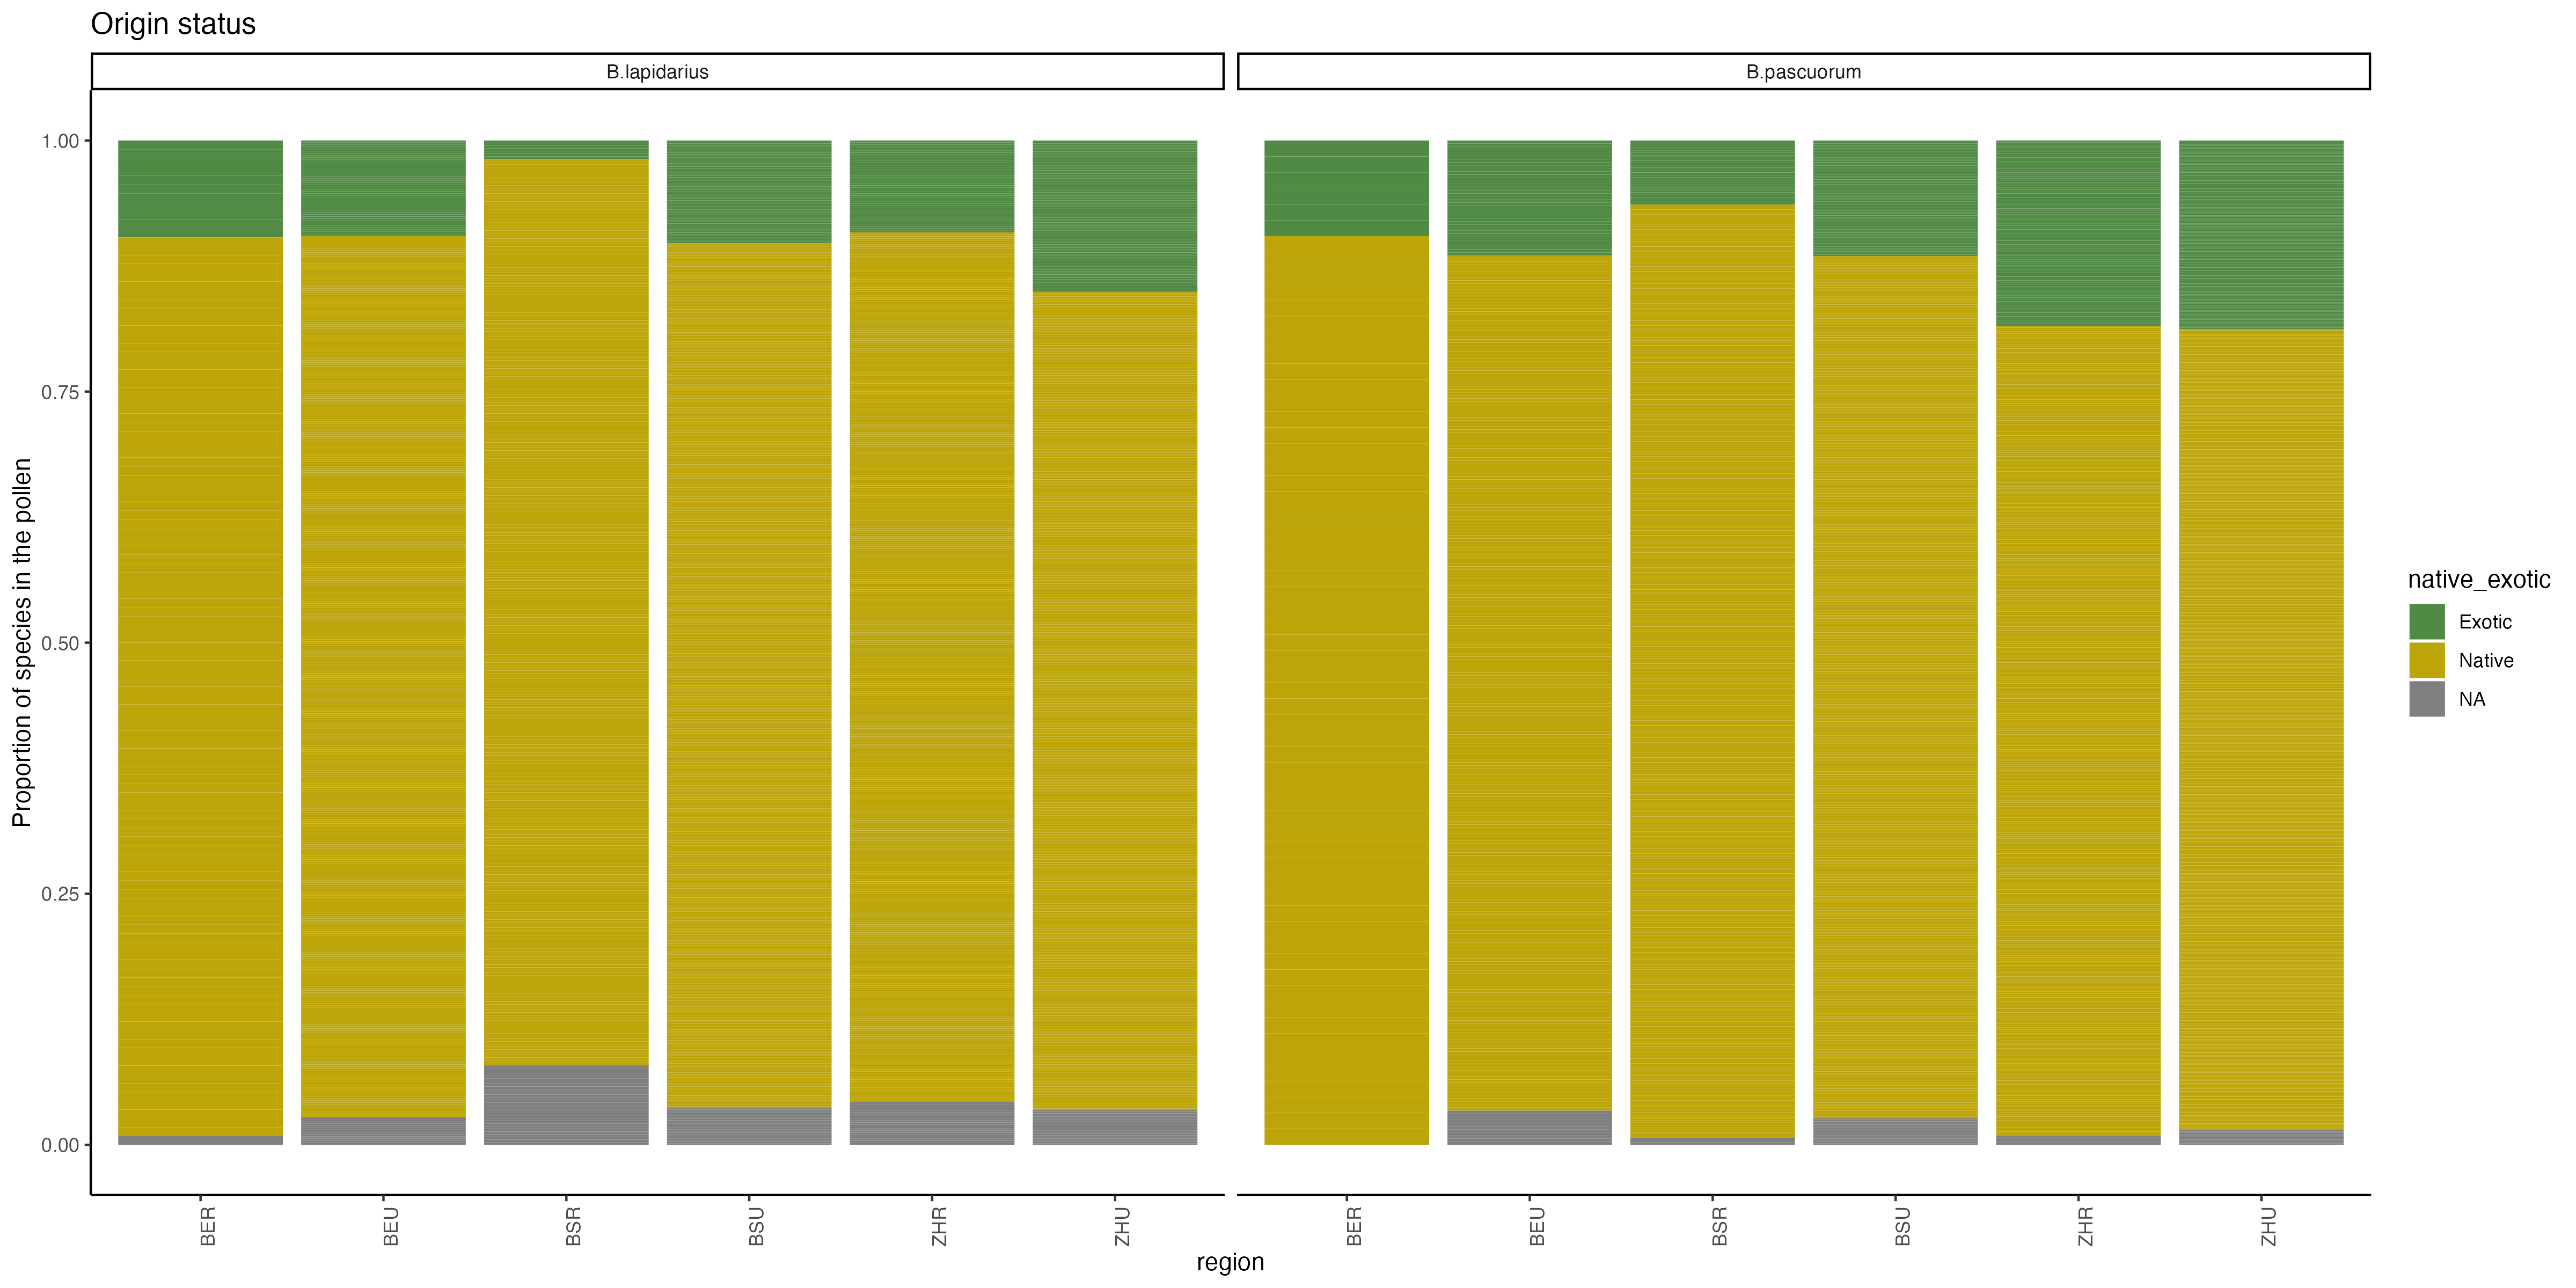 Origin status
B.lapidarius
B.pascuorum
1.00
0.75
0.50
0.25
0.00
Proportion of species in the pollen
BER
BEU
BSR
BSU
ZHR
ZHU
BER
BEU
BSR
BSU
ZHR
ZHU
region
native_exotic
Exotic
Native
NA